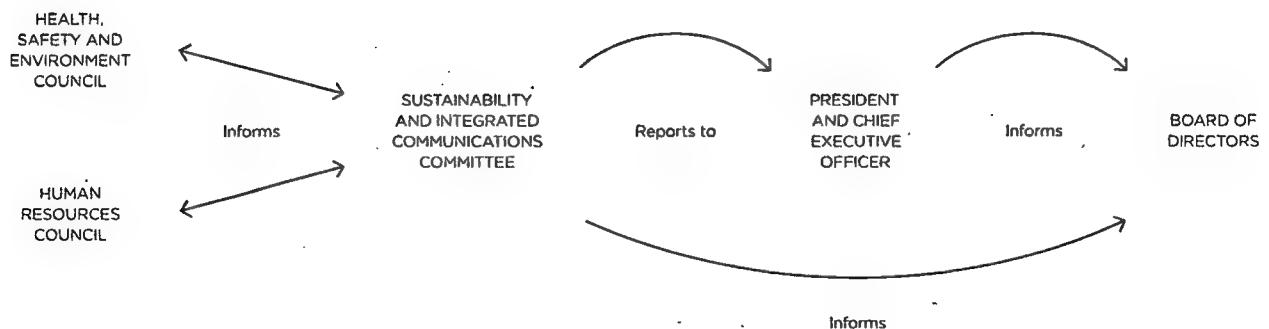 HEALTH,
SAFETY AND
ENVIRONMENT
COUNCIL
Informs
HUMAN
RESOURCES
COUNCIL
SUSTAINABILITY
AND INTEGRATED
COMMUNICATIONS
COMMITTEE
Reports to
PRESIDENT
AND CHIEF
EXECUTIVE
OFFICER
Informs
BOARD OF
DIRECTORS
Informs